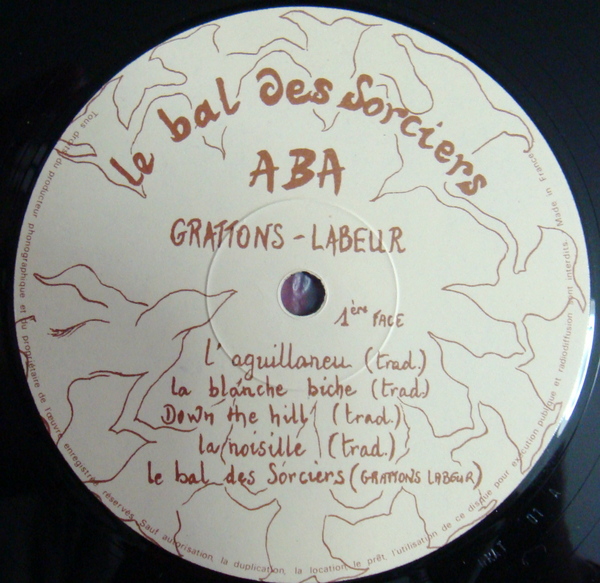 le bal des Sorciers
ABA
GRATTONS - LABEUR
1ère FACE
l'aguillaneu (trad.)
la blanche biche (trad.)
Down the hill (trad.)
la noisille (trad.)
le bal des Sorciers (GRATTONS LABEUR)
Tous droits du producteur phonographique et du propriétaire de l'œuvre enregistrée réservés. Sauf autorisation, la duplication, la location, le prêt, l'utilisation de ce disque pour exécution publique et radiodiffusion sont interdits. Made in France
01 A